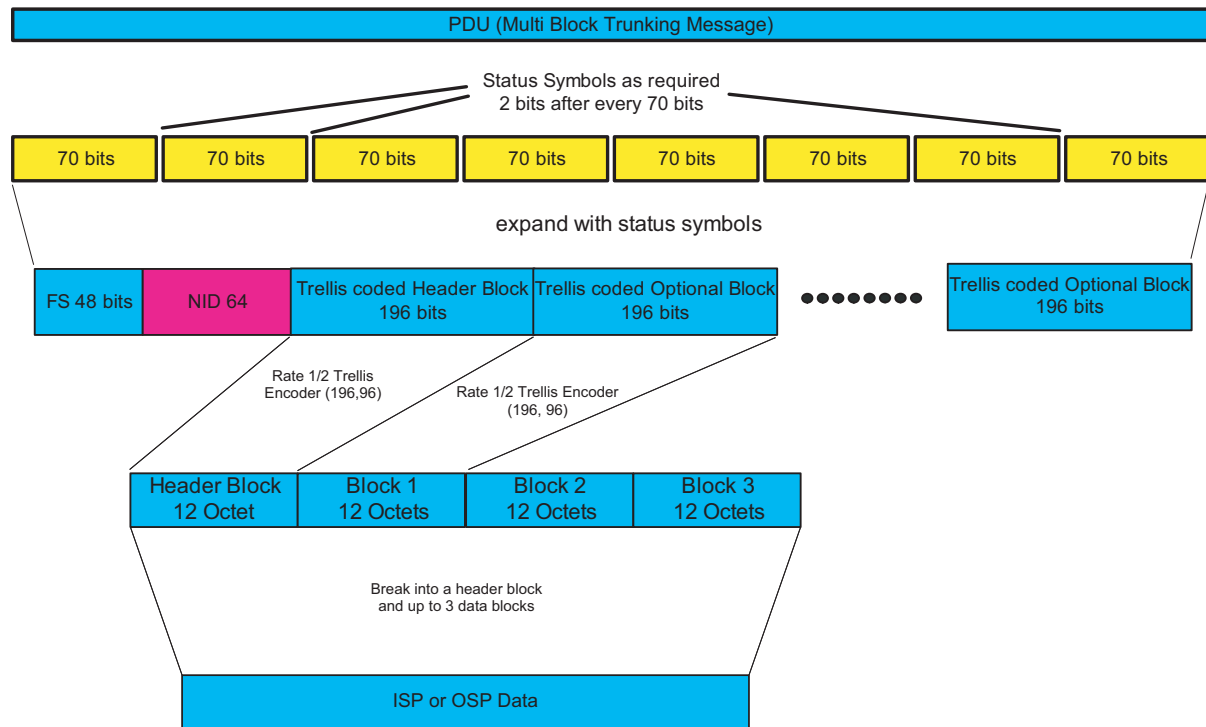 PDU (Multi Block Trunking Message)
Status Symbols as required
2 bits after every 70 bits
70 bits
70 bits
70 bits
70 bits
70 bits
70 bits
70 bits
70 bits
expand with status symbols
FS 48 bits
NID 64
Trellis coded Header Block
196 bits
Trellis coded Optional Block
196 bits
Trellis coded Optional Block
196 bits
Rate 1/2 Trellis
Encoder (196,96)
Rate 1/2 Trellis Encoder
(196, 96)
Header Block
12 Octet
Block 1
12 Octets
Block 2
12 Octets
Block 3
12 Octets
Break into a header block
and up to 3 data blocks
ISP or OSP Data